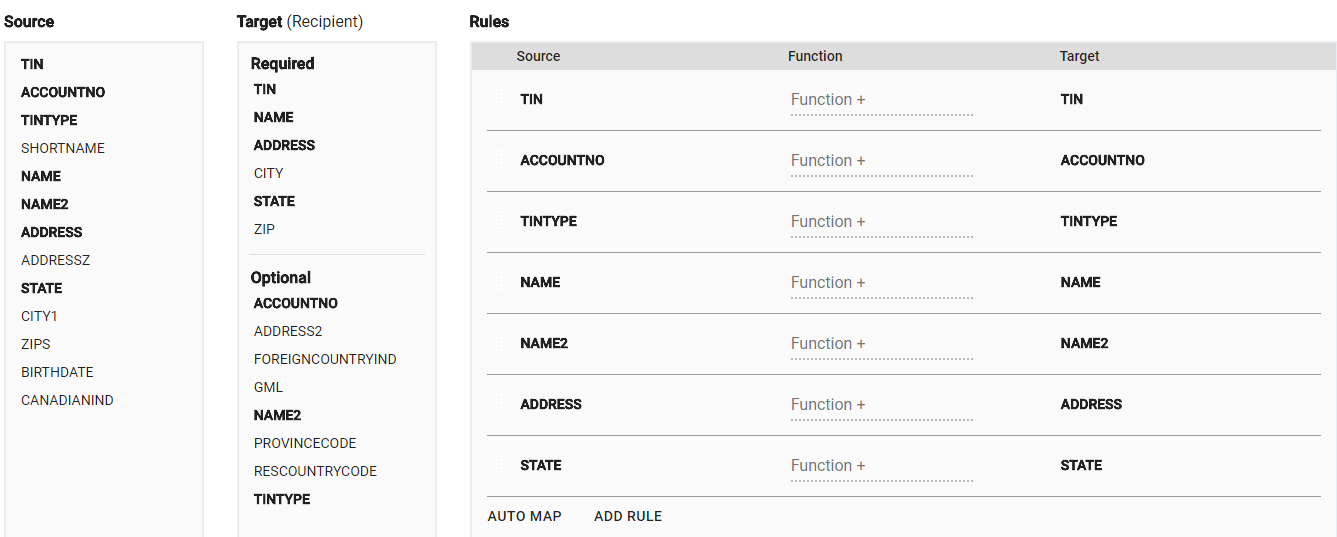 Source
TIN
ACCOUNTNO
TINTYPE
SHORTNAME
NAME
NAME2
ADDRESS
ADDRESSZ
STATE
CITY1
ZIPS
BIRTHDATE
CANADIANIND
Target (Recipient)
Required
TIN
NAME
ADDRESS
CITY
STATE
ZIP
Optional
ACCOUNTNO
ADDRESS2
FOREIGNCOUNTRYIND
GML
NAME2
PROVINCECODE
RESCOUNTRYCODE
TINTYPE
Rules
Source Function Target
TIN Function + TIN
ACCOUNTNO Function + ACCOUNTNO
TINTYPE Function + TINTYPE
NAME Function + NAME
NAME2 Function + NAME2
ADDRESS Function + ADDRESS
STATE Function + STATE
AUTO MAP ADD RULE